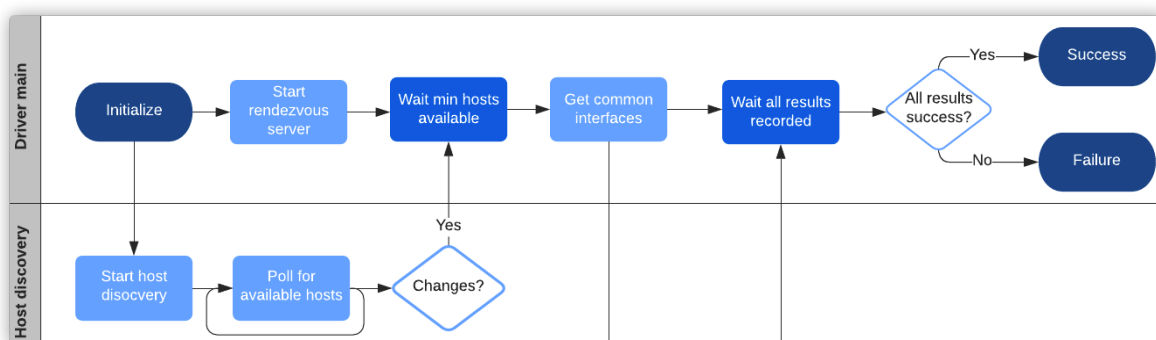 Driver main
Initialize
Start
rendezvous
server
Wait min hosts
available
Get common
interfaces
Wait all results
recorded
All results
success?
Yes
Success
No
Failure
Host discovery
Start host
disocvery
Poll for
available hosts
Changes?
Yes